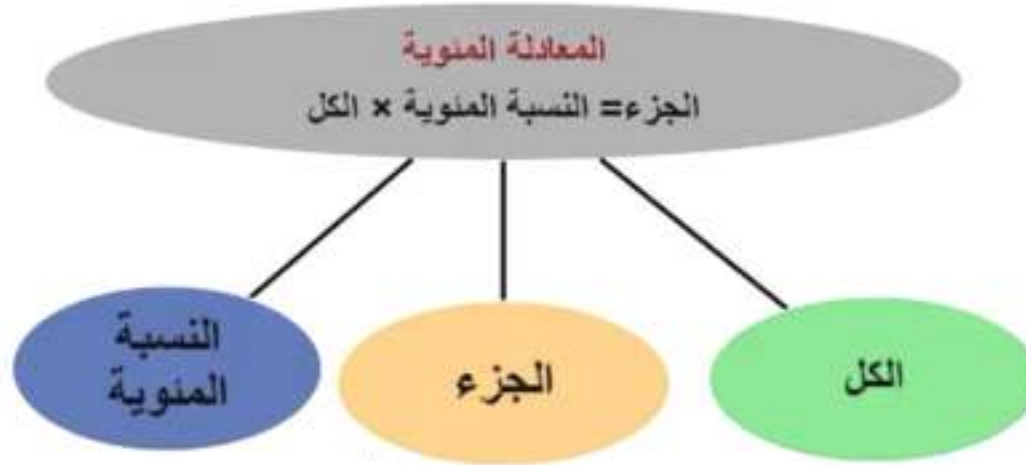 المعادلة المئوية
الجزء= النسبة المئوية × الكل
الكل
الجزء
النسبة
المئوية